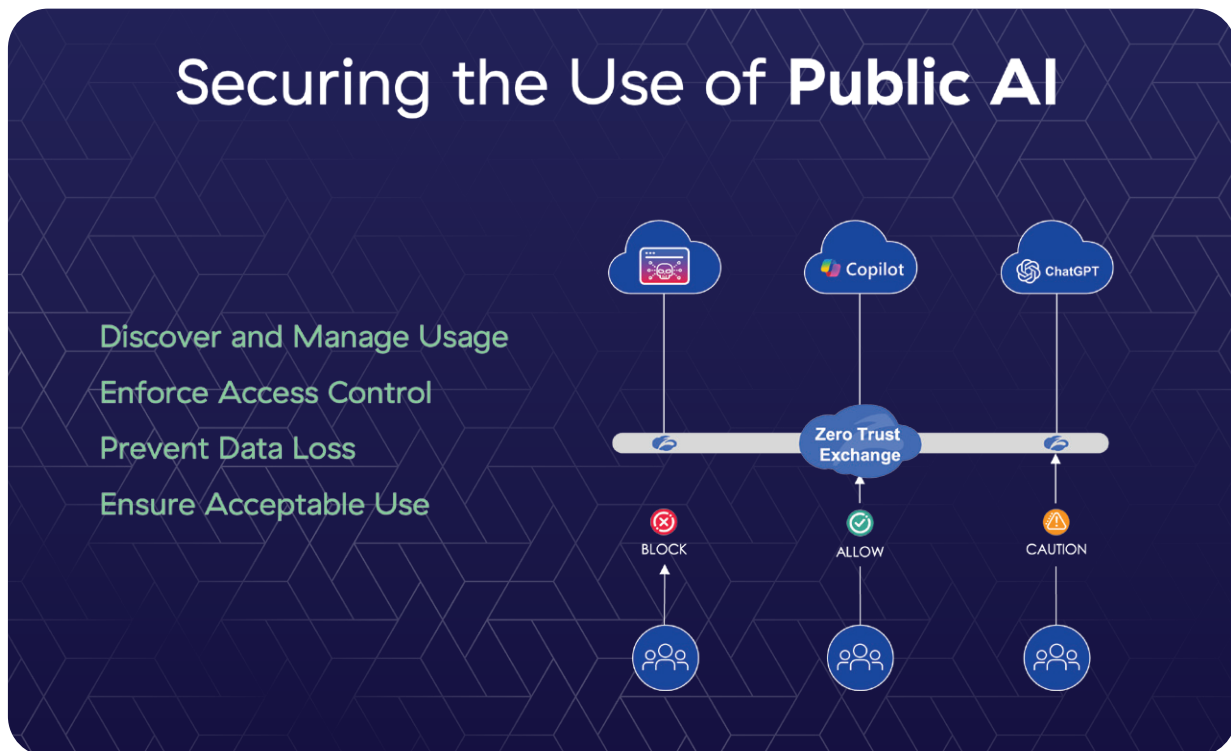 Securing the Use of Public AI
Discover and Manage Usage
Enforce Access Control
Prevent Data Loss
Ensure Acceptable Use
Copilot
ChatGPT
Zero Trust
Exchange
BLOCK
ALLOW
CAUTION